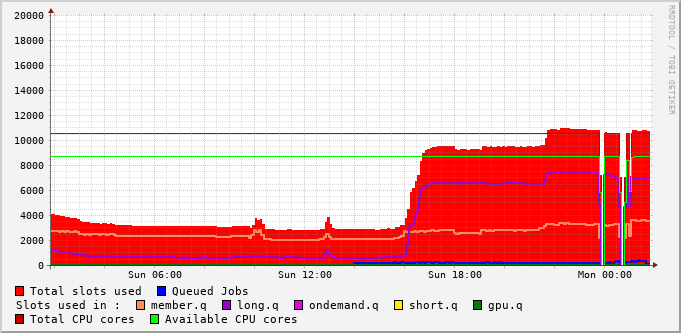 20000
18000
16000
14000
12000
10000
8000
6000
4000
2000
0
Sun 06:00 Sun 12:00 Sun 18:00 Mon 00:00
RRDTOOL / TOBI OETIKER
Total slots used Queued Jobs
Slots used in : member.q long.q ondemand.q short.q gpu.q
Total CPU cores Available CPU cores